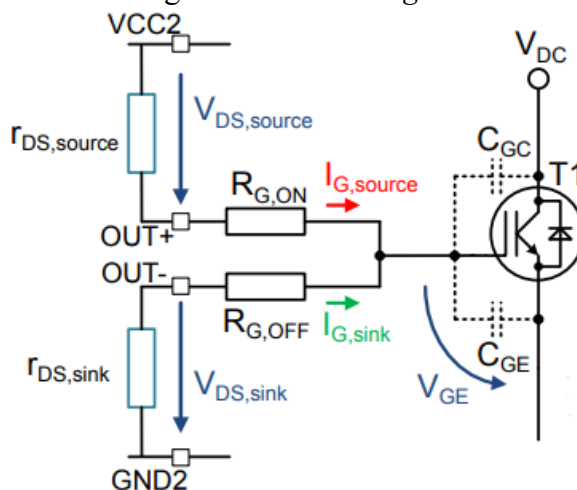 VCC2
V_DC
r_DS,source
V_DS,source
C_GC
T1
R_G,ON
I_G,source
OUT+
OUT-
R_G,OFF
I_G,sink
C_GE
r_DS,sink
V_DS,sink
V_GE
GND2